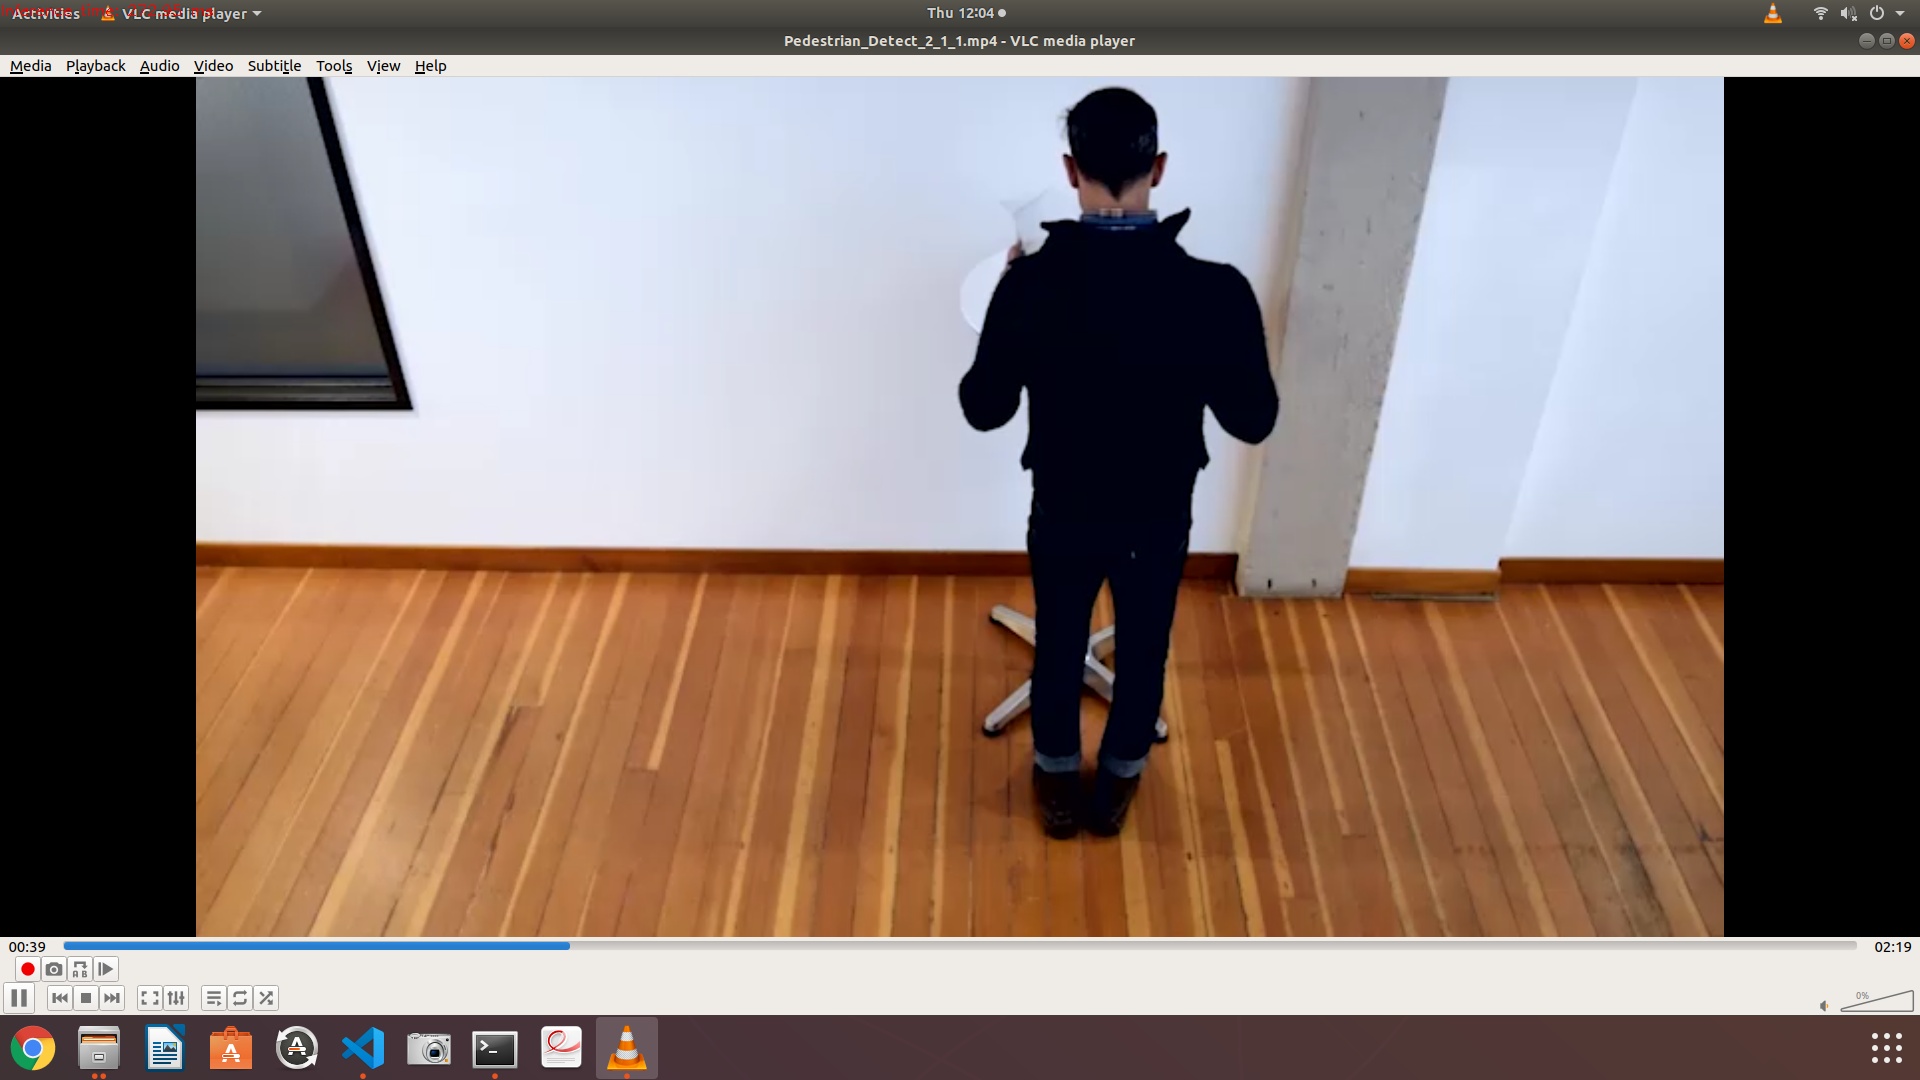 Activities VLC media player Thu 12:04
Pedestrian_Detect_2_1_1.mp4 - VLC media player
Media Playback Audio Video Subtitle Tools View Help
00:39 02:19
0%